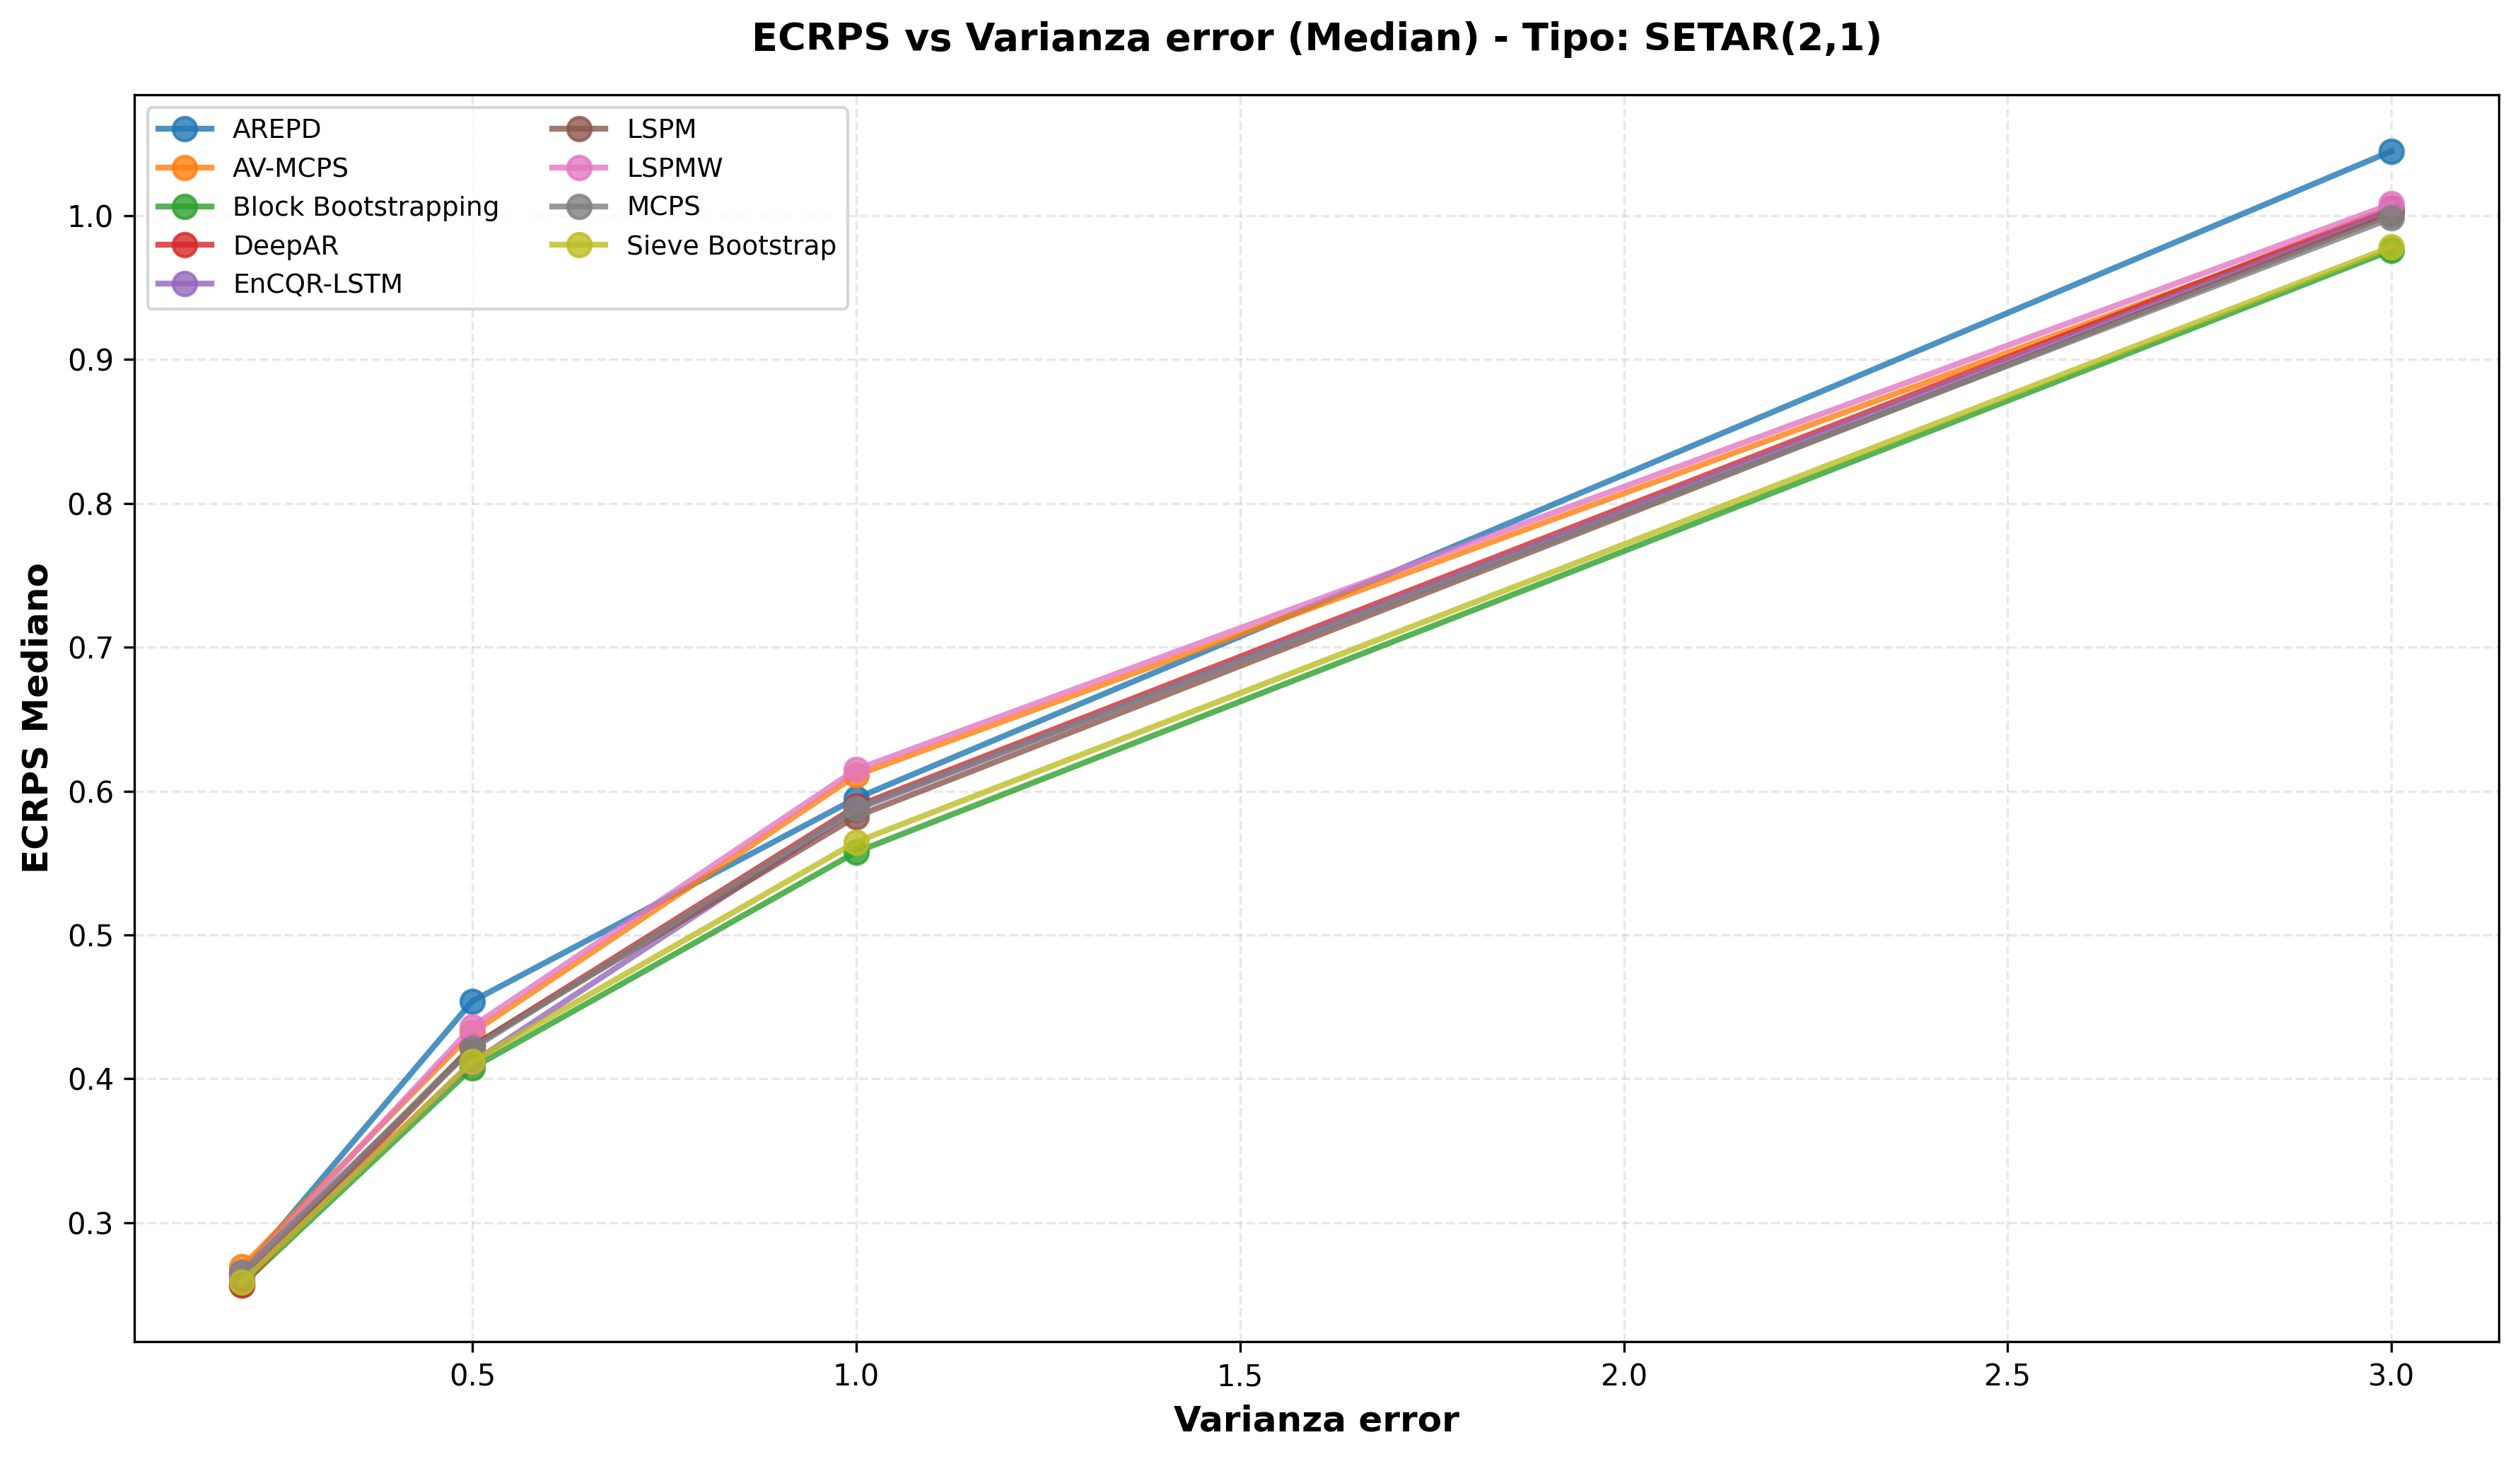 ECRPS vs Varianza error (Median) - Tipo: SETAR(2,1)
AREPD
AV-MCPS
Block Bootstrapping
DeepAR
EnCQR-LSTM
LSPM
LSPMW
MCPS
Sieve Bootstrap
ECRPS Mediano
1.0
0.9
0.8
0.7
0.6
0.5
0.4
0.3
0.5
1.0
1.5
2.0
2.5
3.0
Varianza error